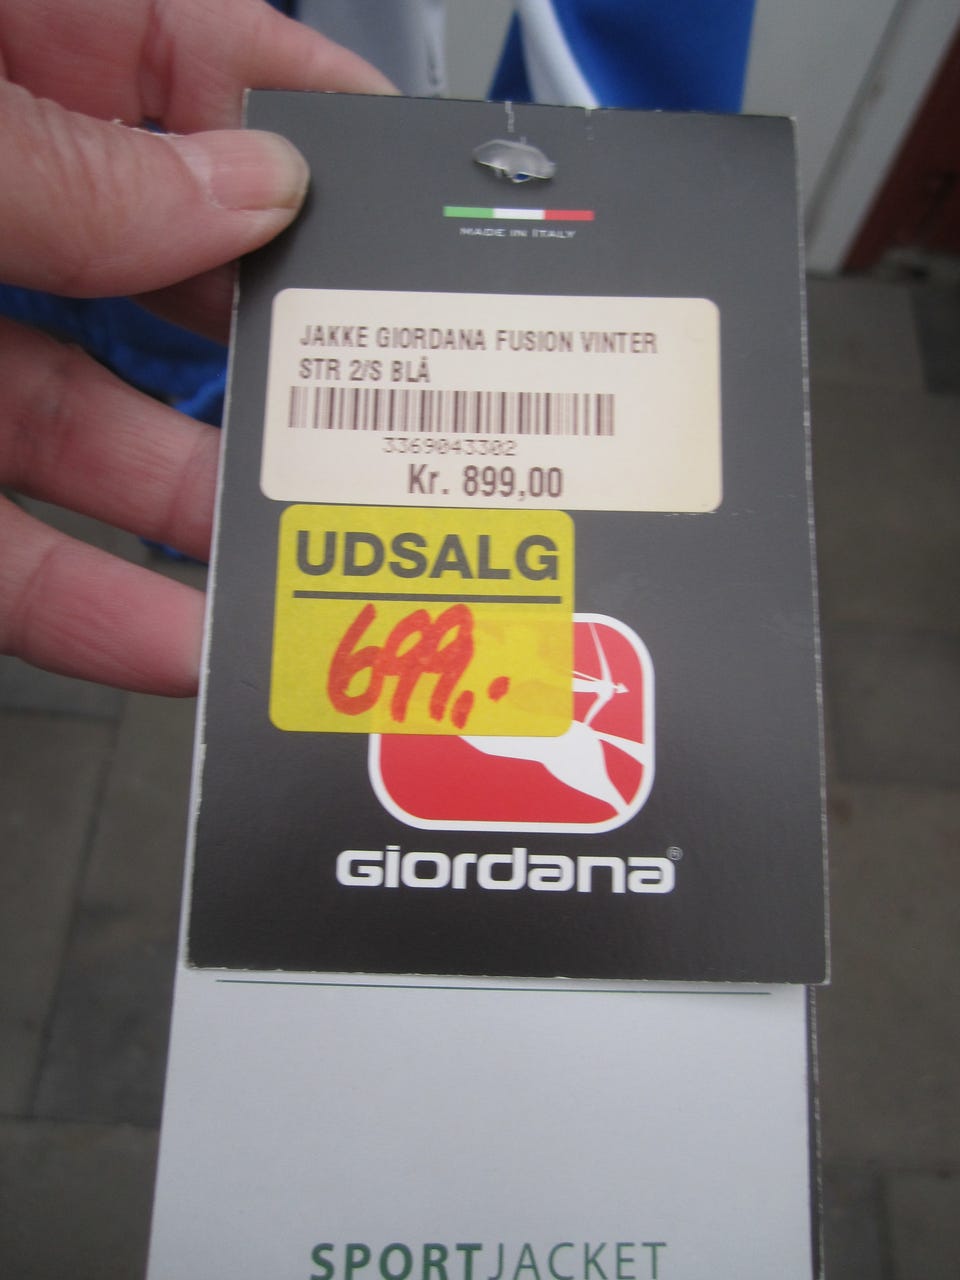 MADE IN ITALY
JAKKE GIORDANA FUSION VINTER
STR 2/S BLÅ
3369043302
Kr. 899,00
UDSALG
699,-
Giordana®
SPORTJACKET